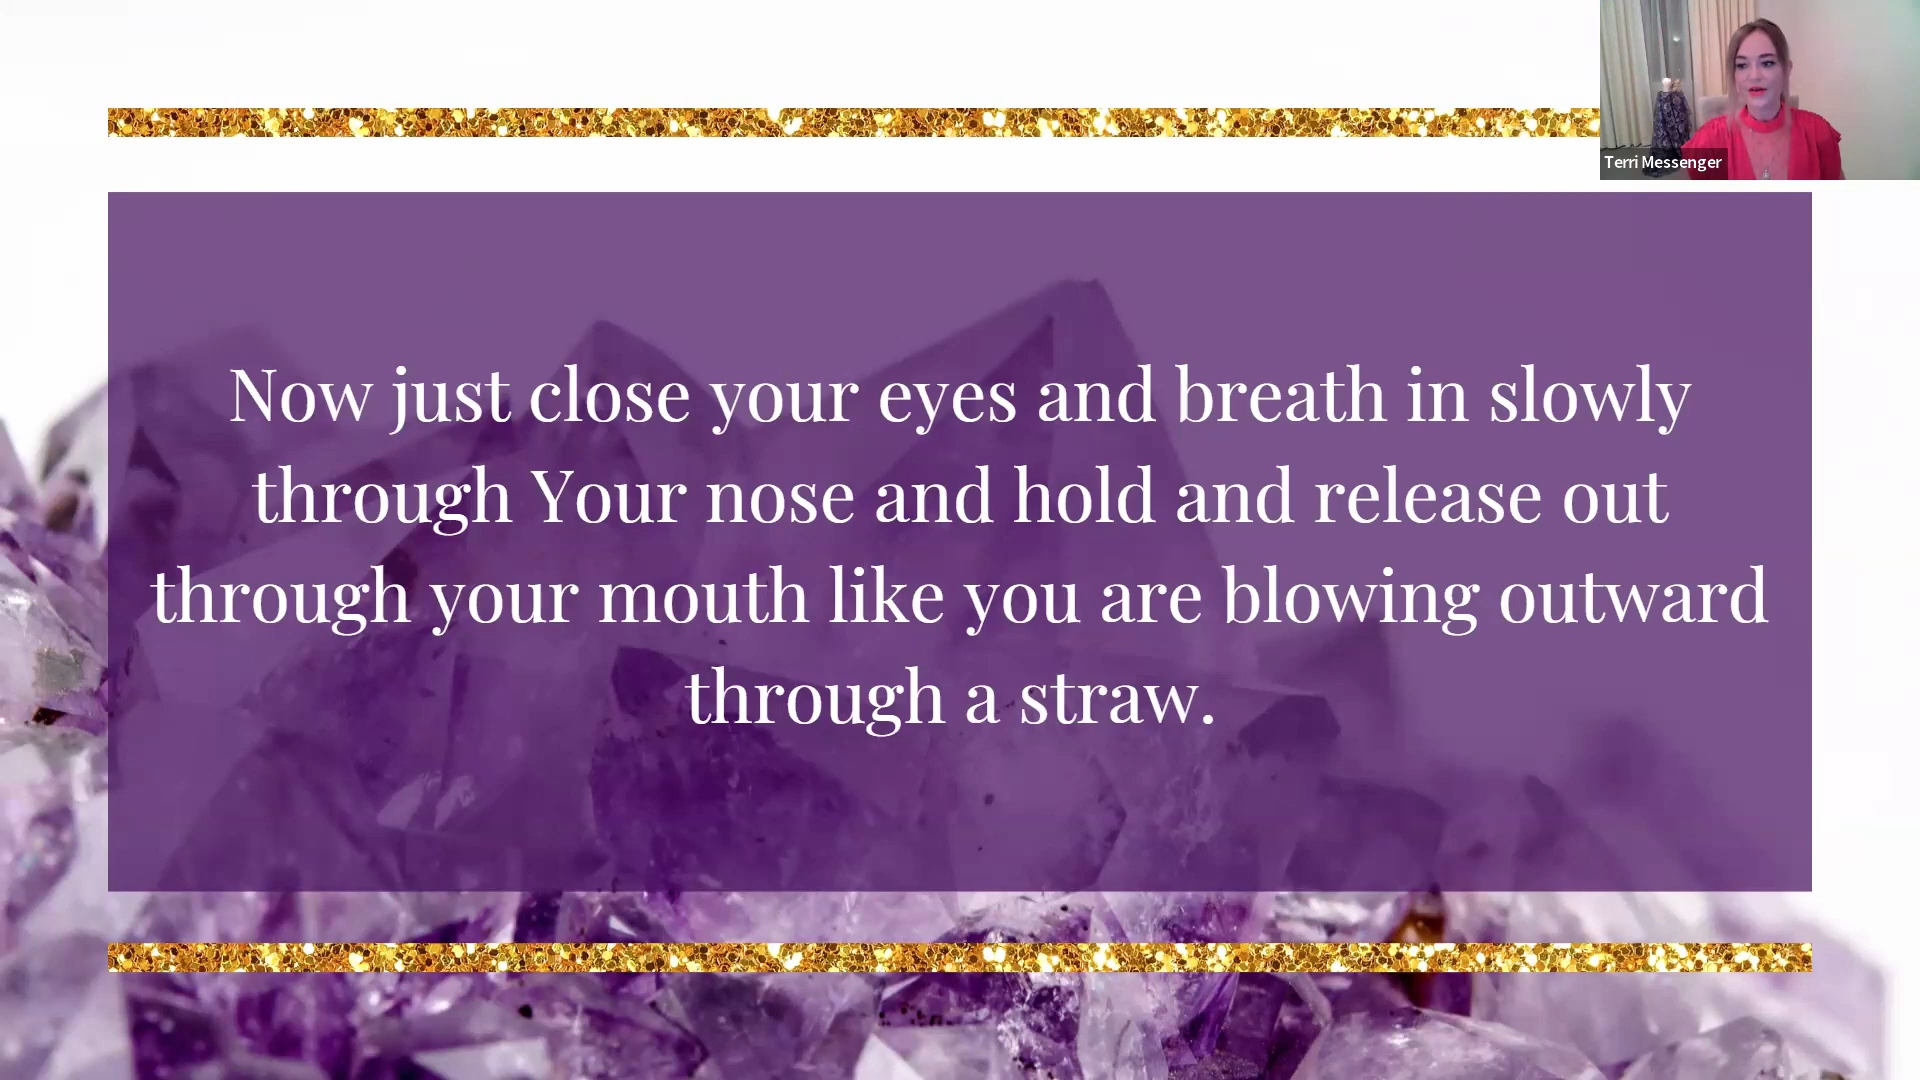 Terri Messenger
Now just close your eyes and breath in slowly
through Your nose and hold and release out
through your mouth like you are blowing outward
through a straw.